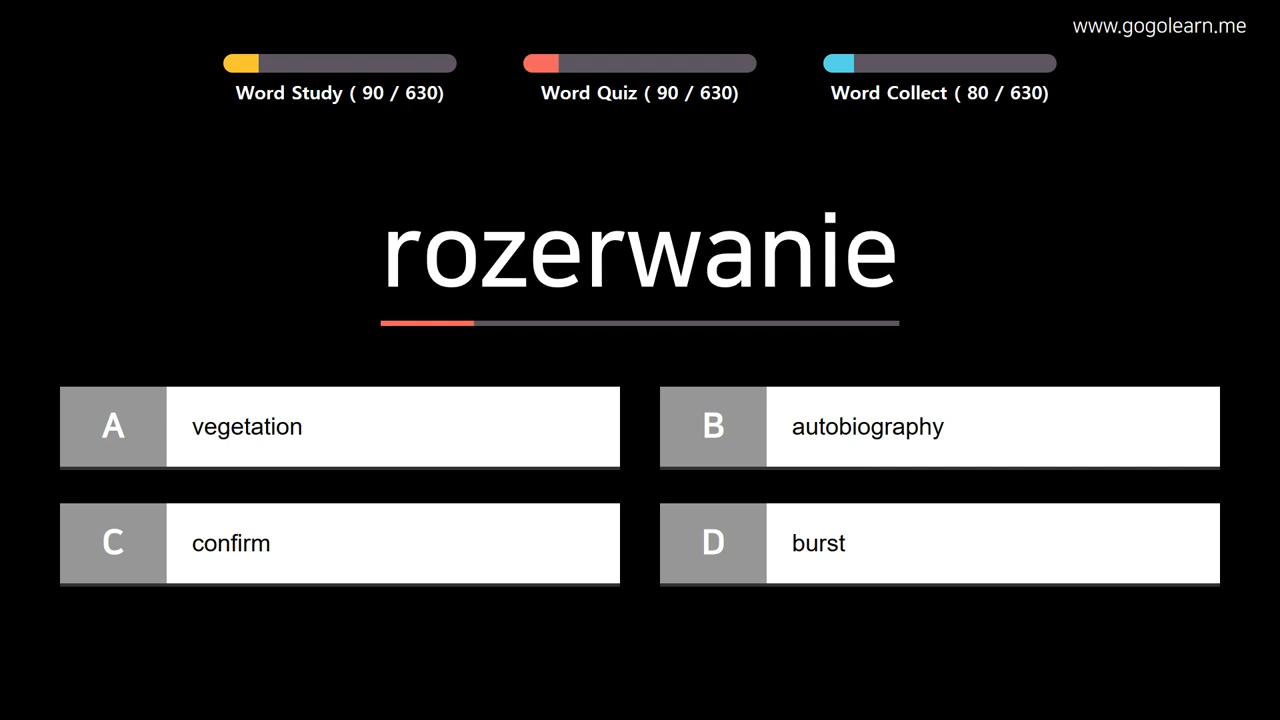 www.gogolearn.me
Word Study ( 90 / 630)
Word Quiz ( 90 / 630)
Word Collect ( 80 / 630)
rozerwanie
A vegetation
B autobiography
C confirm
D burst